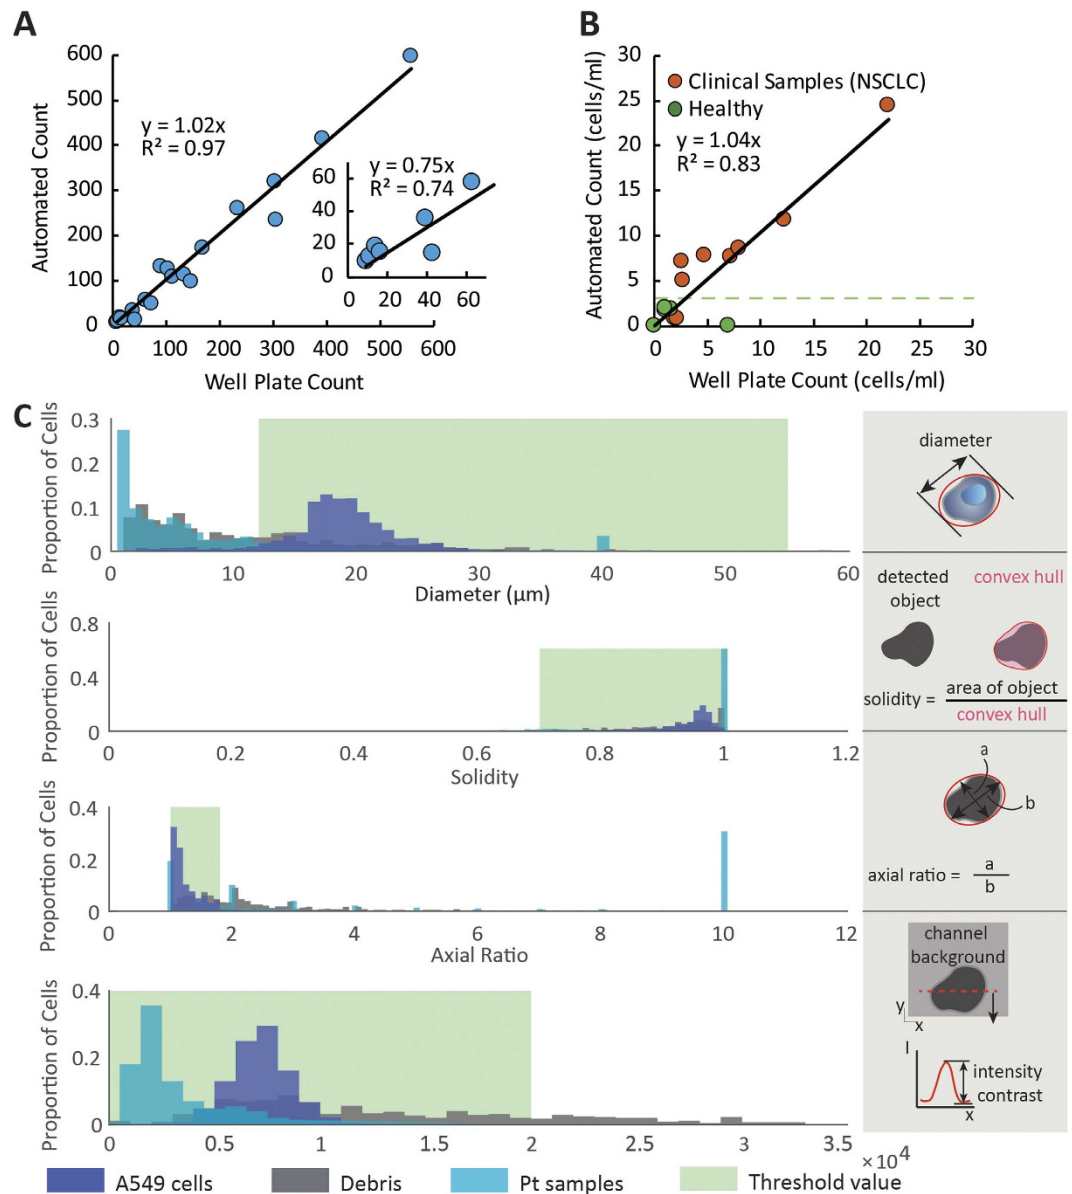 A
600
500
400
300
200
100
0
Automated Count
y = 1.02x
R² = 0.97
y = 0.75x
R² = 0.74
60
40
20
0
0 20 40 60
0 100 200 300 400 500 600
Well Plate Count
B
30
25
20
15
10
5
0
Automated Count (cells/ml)
Clinical Samples (NSCLC)
Healthy
y = 1.04x
R² = 0.83
0 5 10 15 20 25 30
Well Plate Count (cells/ml)
C
Proportion of Cells
0.3
0.2
0.1
0
0 10 20 30 40 50 60
Diameter (µm)
diameter
Proportion of Cells
0.8
0.4
0
0 0.2 0.4 0.6 0.8 1 1.2
Solidity
detected
object
convex hull
solidity = area of object
convex hull
Proportion of Cells
0.4
0.2
0
0 2 4 6 8 10 12
Axial Ratio
a
b
axial ratio = a
b
Proportion of Cells
0.4
0.2
0
0 0.5 1 1.5 2 2.5 3 3.5
×10⁴
channel
background
y
x
I
intensity
contrast
x
A549 cells
Debris
Pt samples
Threshold value